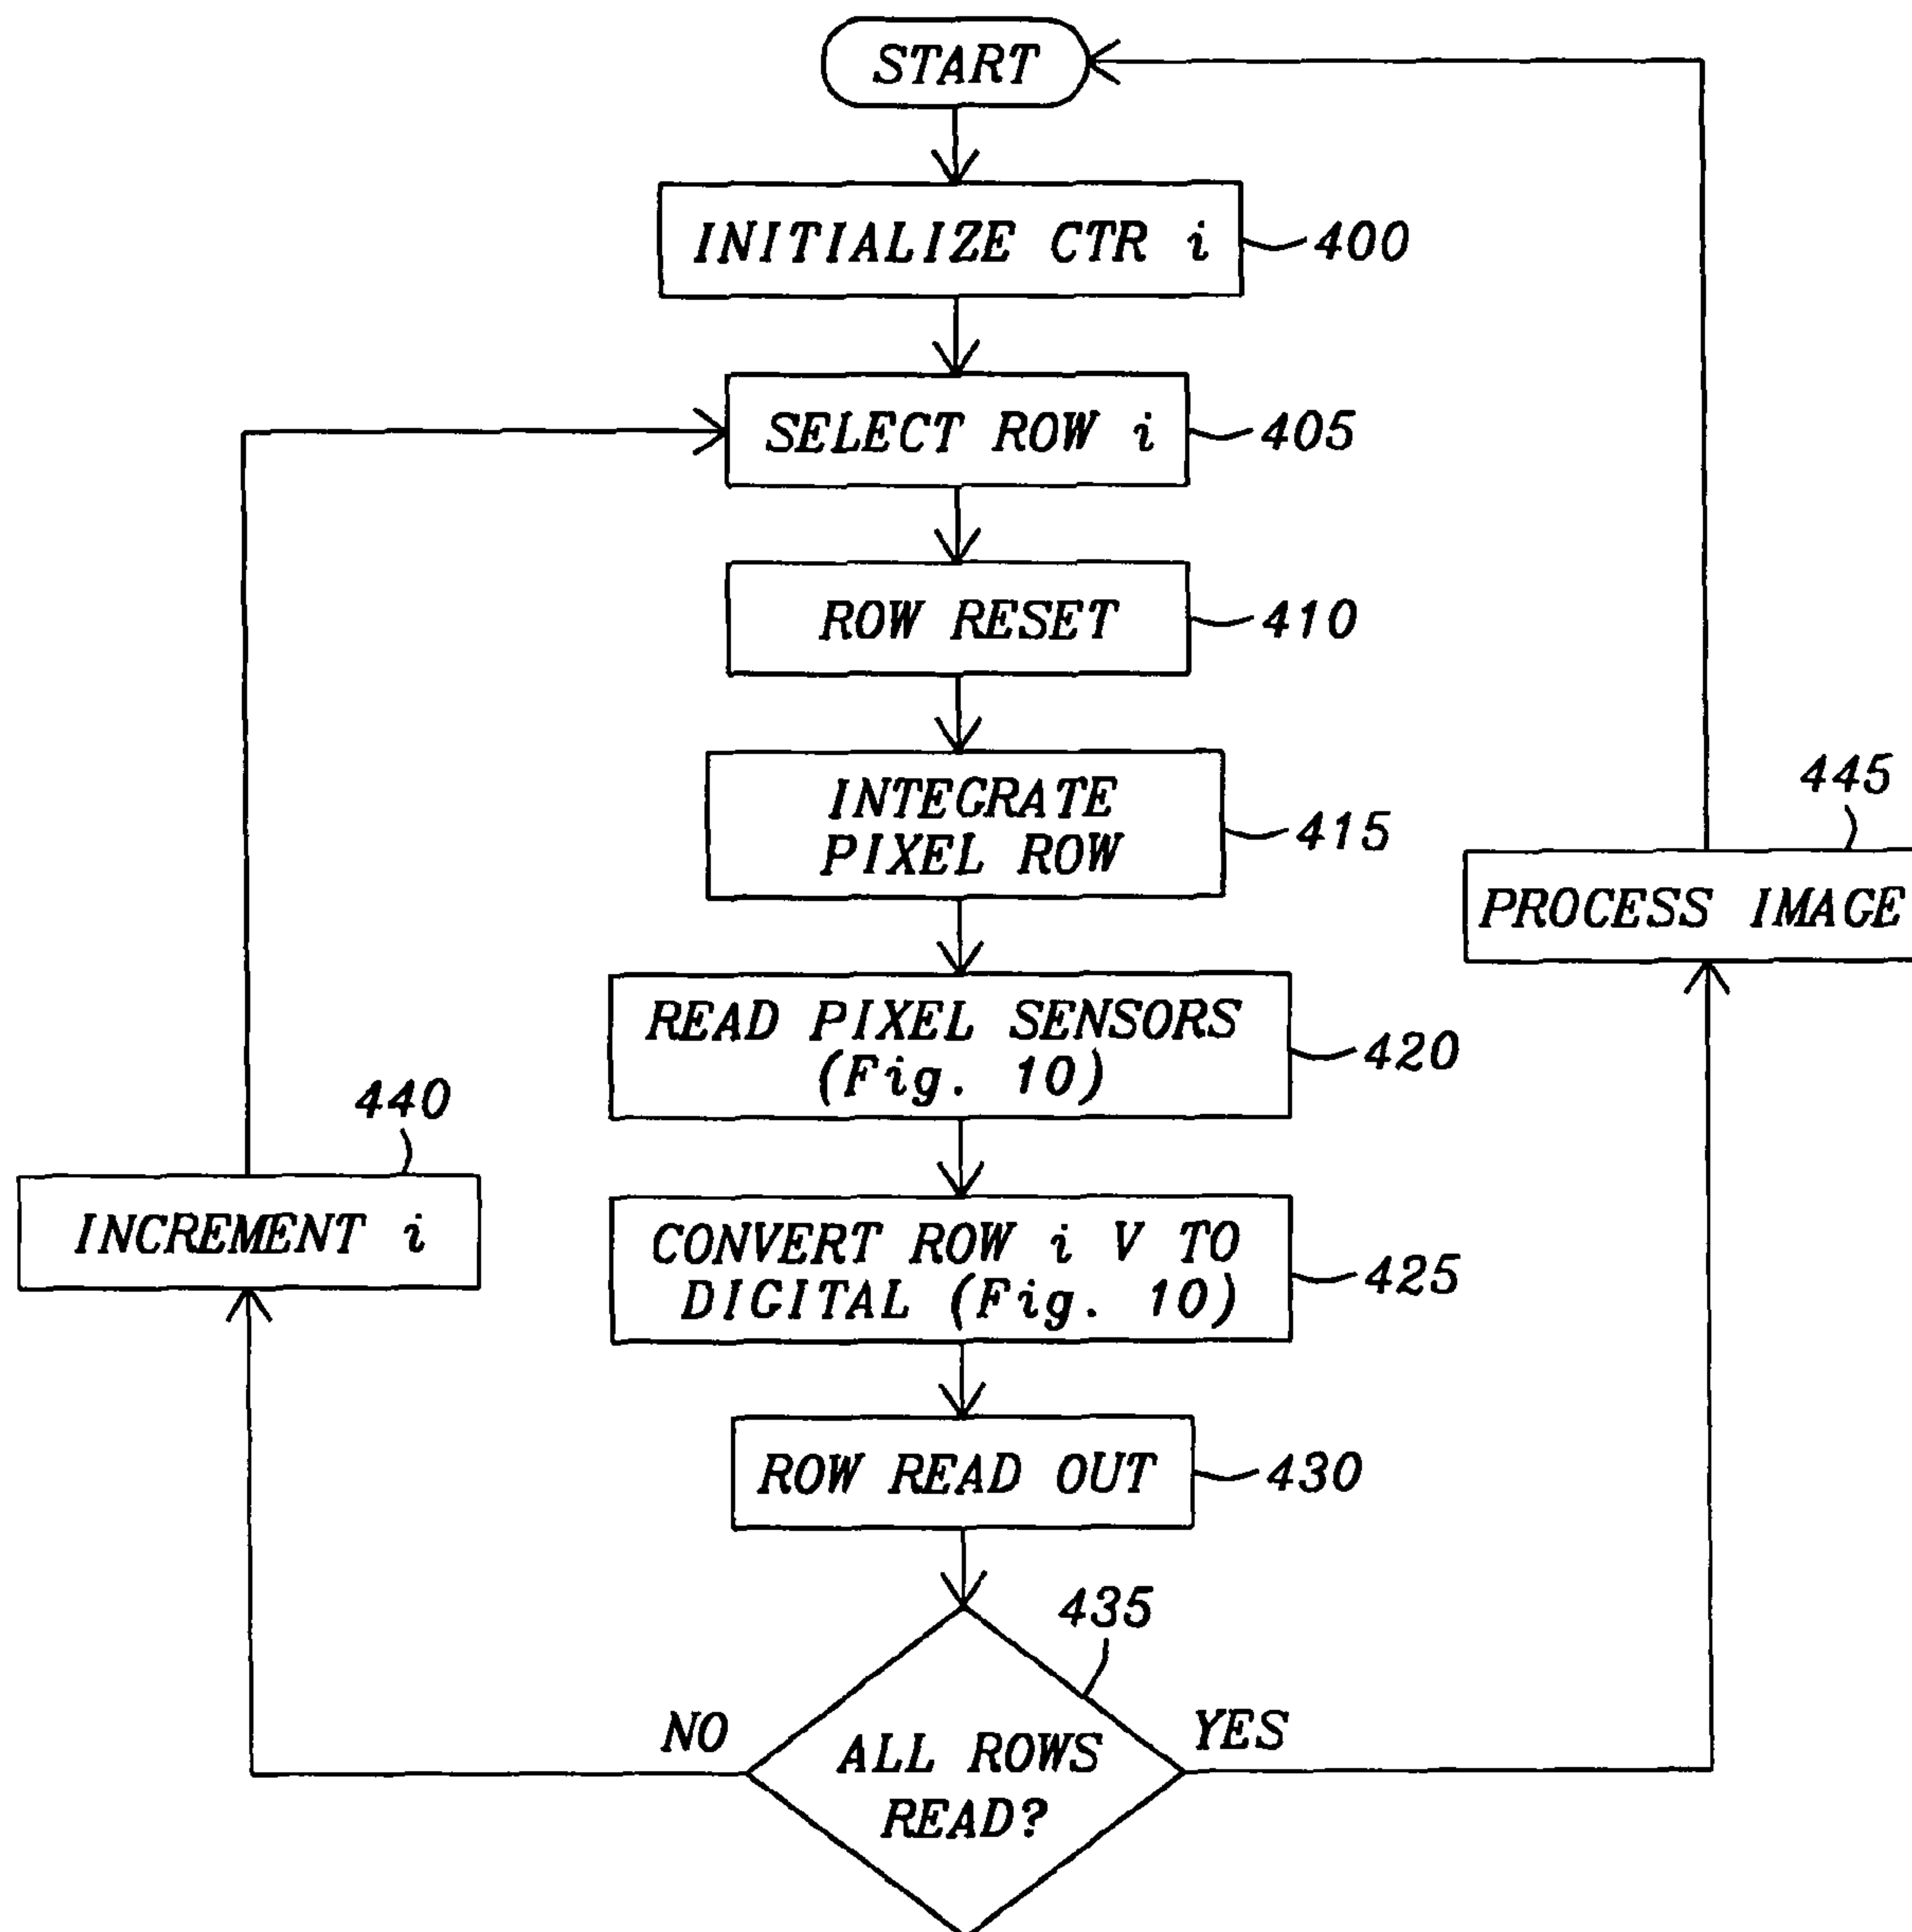 START
INITIALIZE CTR i
400
SELECT ROW i
405
ROW RESET
410
INTEGRATE
PIXEL ROW
415
445
PROCESS IMAGE
READ PIXEL SENSORS
(Fig. 10)
420
440
INCREMENT i
CONVERT ROW i V TO
DIGITAL (Fig. 10)
425
ROW READ OUT
430
435
NO
YES
ALL ROWS
READ?